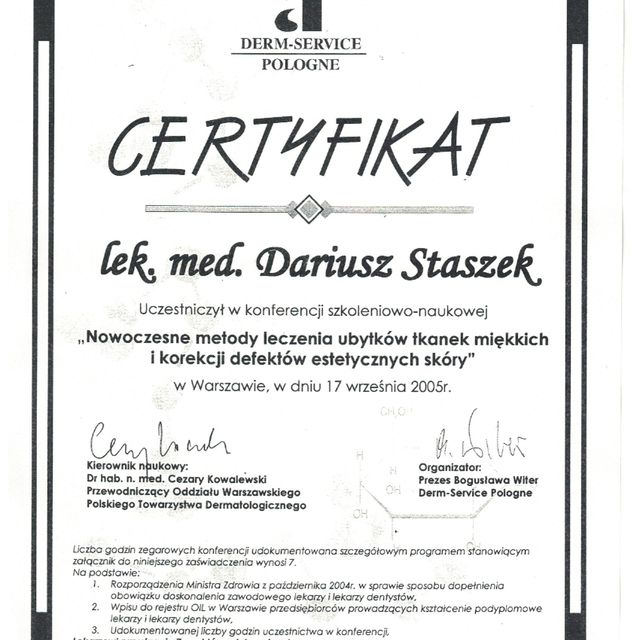 DERM-SERVICE
POLOGNE
CERTYFIKAT
lek. med. Dariusz Staszek
Uczestniczył w konferencji szkoleniowo-naukowej
„Nowoczesne metody leczenia ubytków tkanek miękkich
i korekcji defektów estetycznych skóry"
w Warszawie, w dniu 17 września 2005r.
CH₂OH
H
OH
H
OH
Kierownik naukowy:
Dr hab. n. med. Cezary Kowalewski
Przewodniczący Oddziału Warszawskiego
Polskiego Towarzystwa Dermatologicznego
Organizator:
Prezes Bogusława Witer
Derm-Service Pologne
Liczba godzin zegarowych konferencji udokumentowana szczegółowym programem stanowiącym
załącznik do niniejszego zaświadczenia wynosi 7.
Na podstawie:
1. Rozporządzenia Ministra Zdrowia z października 2004r. w sprawie sposobu dopełnienia
obowiązku doskonalenia zawodowego lekarzy i lekarzy dentystów,
2. Wpisu do rejestru OIL w Warszawie przedsiębiorców prowadzących kształcenie podyplomowe
lekarzy i lekarzy dentystów,
3. Udokumentowanej liczby godzin uczestnictwa w konferencji,